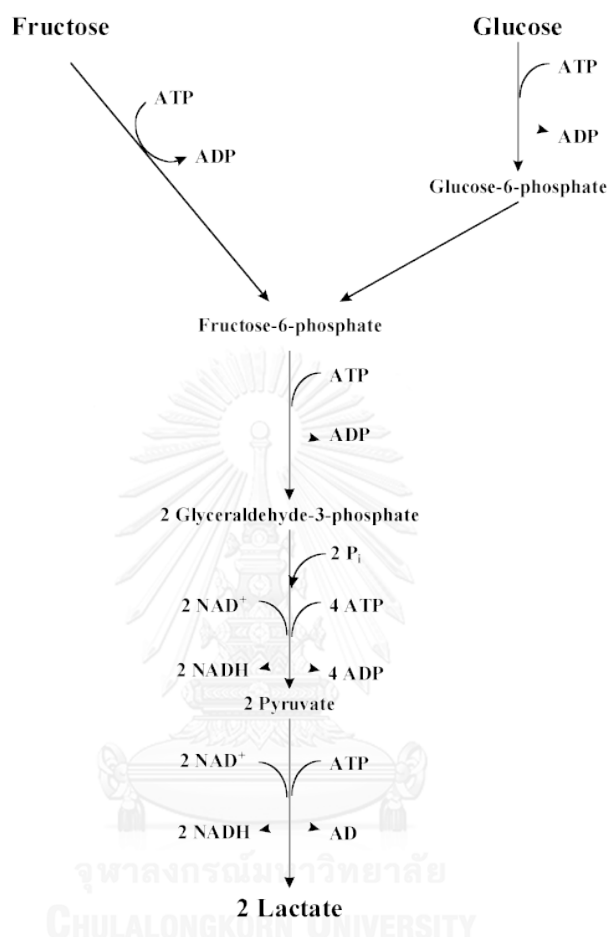 Fructose
Glucose
ATP
ADP
ATP
ADP
Glucose-6-phosphate
Fructose-6-phosphate
ATP
ADP
2 Glyceraldehyde-3-phosphate
2 Pi
2 NAD+
4 ATP
2 NADH
4 ADP
2 Pyruvate
2 NAD+
ATP
2 NADH
AD
จุฬาลงกรณ์มหาวิทยาลัย
2 Lactate
CHULALONGKORN UNIVERSITY